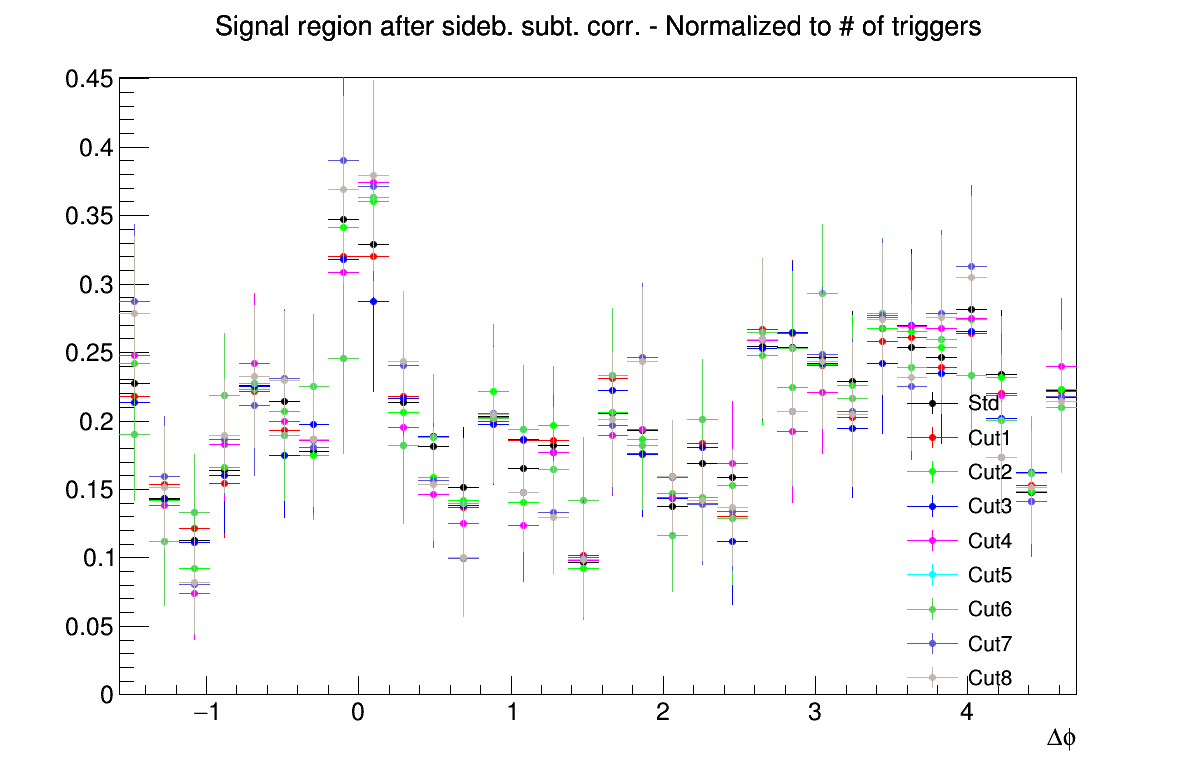 Signal region after sideb. subt. corr. - Normalized to # of triggers
0.45
0.4
0.35
0.3
0.25
0.2
0.15
0.1
0.05
0
Std
Cut1
Cut2
Cut3
Cut4
Cut5
Cut6
Cut7
Cut8
−1 0 1 2 3 4
Δϕ